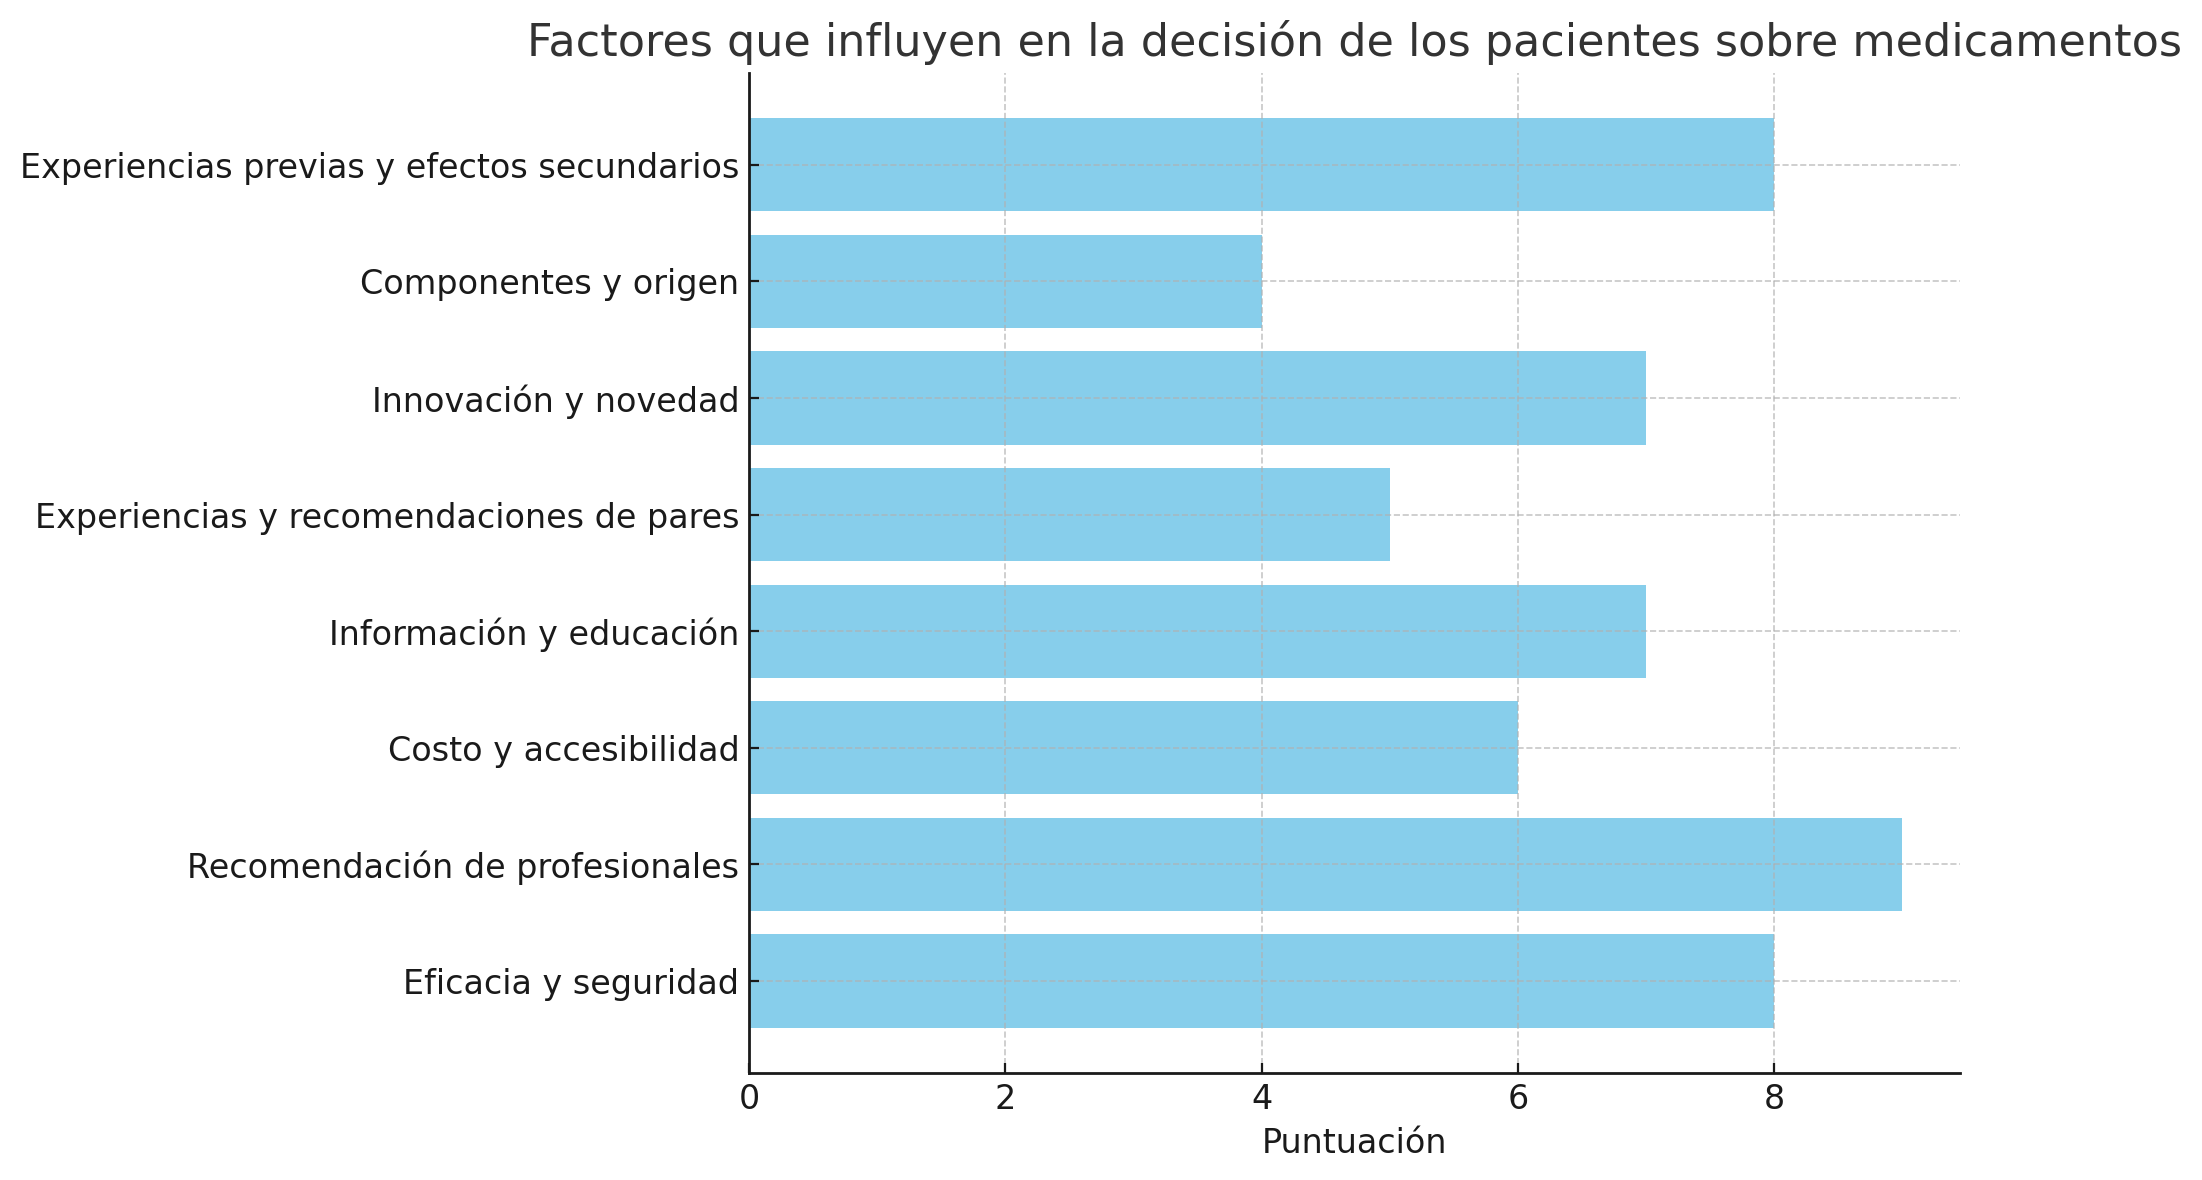 Factores que influyen en la decisión de los pacientes sobre medicamentos
Experiencias previas y efectos secundarios
Componentes y origen
Innovación y novedad
Experiencias y recomendaciones de pares
Información y educación
Costo y accesibilidad
Recomendación de profesionales
Eficacia y seguridad
0 2 4 6 8
Puntuación